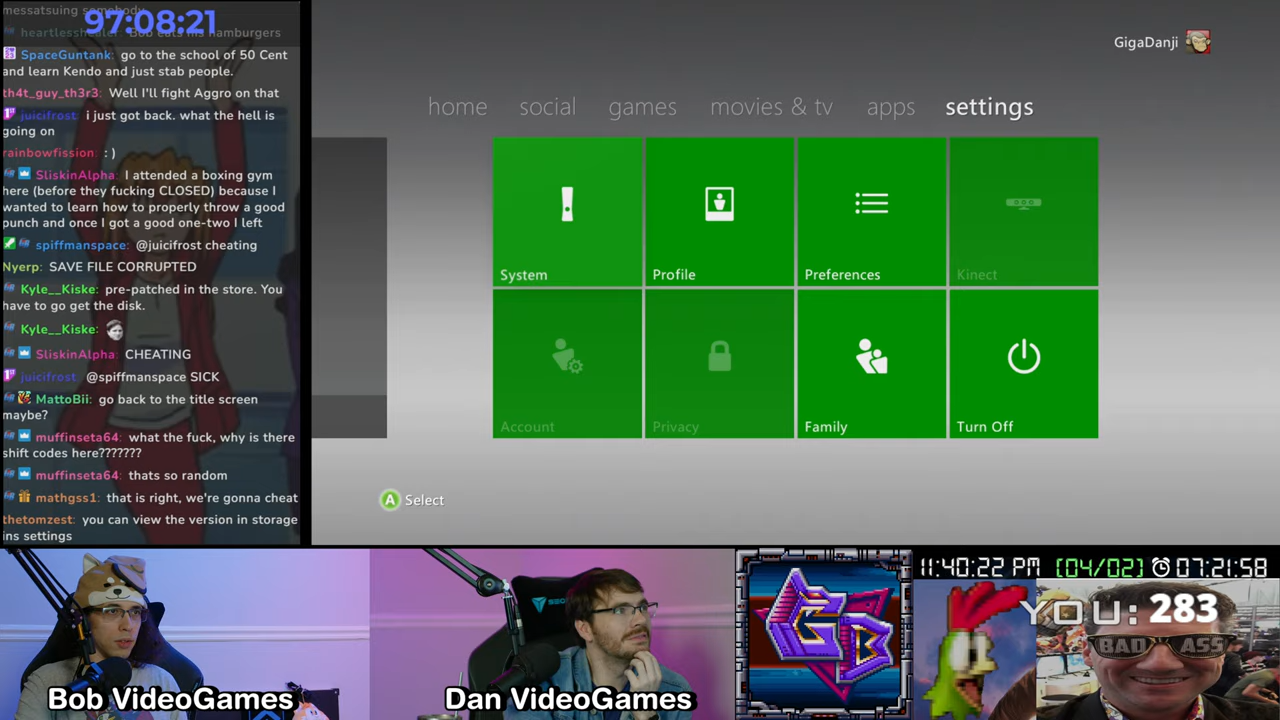 messatsuing sombody
97:08:21
heartlesshealer: Bob eats his hamburgers
SpaceGuntank: go to the school of 50 Cent
and learn Kendo and just stab people.
th4t_guy_th3r3: Well I'll fight Aggro on that
juicifrost: i just got back. what the hell is
going on
rainbowfission: : )
SliskinAlpha: I attended a boxing gym
here (before they fucking CLOSED) because I
wanted to learn how to properly throw a good
punch and once I got a good one-two I left
spiffmanspace: @juicifrost cheating
Nyerp: SAVE FILE CORRUPTED
Kyle__Kiske: pre-patched in the store. You
have to go get the disk.
Kyle__Kiske:
SliskinAlpha: CHEATING
juicifrost: @spiffmanspace SICK
MattoBii: go back to the title screen
maybe?
muffinseta64: what the fuck, why is there
shift codes here???????
muffinseta64: thats so random
mathgss1: that is right, we're gonna cheat
thetomzest: you can view the version in storage
ins settings
GigaDanji
home social games movies & tv apps settings
System
Profile
Preferences
Kinect
Account
Privacy
Family
Turn Off
A Select
Bob VideoGames
Dan VideoGames
GB
11:40:22 PM [04/02] 07:21:58
YOU: 283
BAD ASS